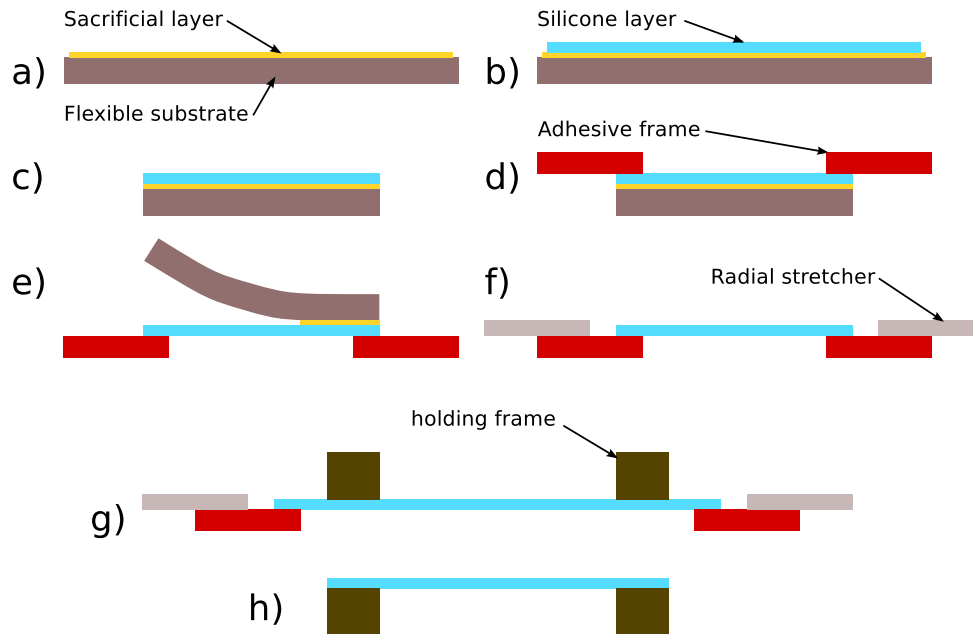 Sacrificial layer
a)
Flexible substrate
Silicone layer
b)
c)
Adhesive frame
d)
e)
Radial stretcher
f)
holding frame
g)
h)